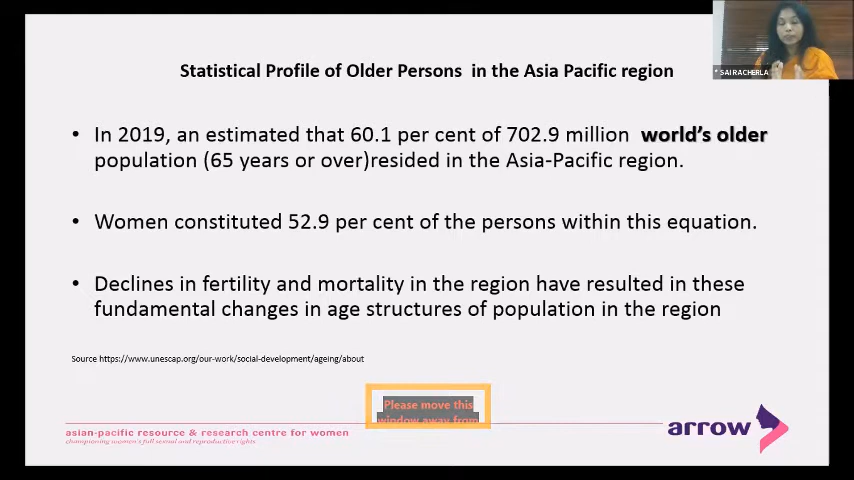 Statistical Profile of Older Persons in the Asia Pacific region
* SAI RACHERLA
• In 2019, an estimated that 60.1 per cent of 702.9 million world's older
population (65 years or over)resided in the Asia-Pacific region.
• Women constituted 52.9 per cent of the persons within this equation.
• Declines in fertility and mortality in the region have resulted in these
fundamental changes in age structures of population in the region
Source https://www.unescap.org/our-work/social-development/ageing/about
Please move this
window away from
asian-pacific resource & research centre for women
championing women's full sexual and reproductive rights
arrow